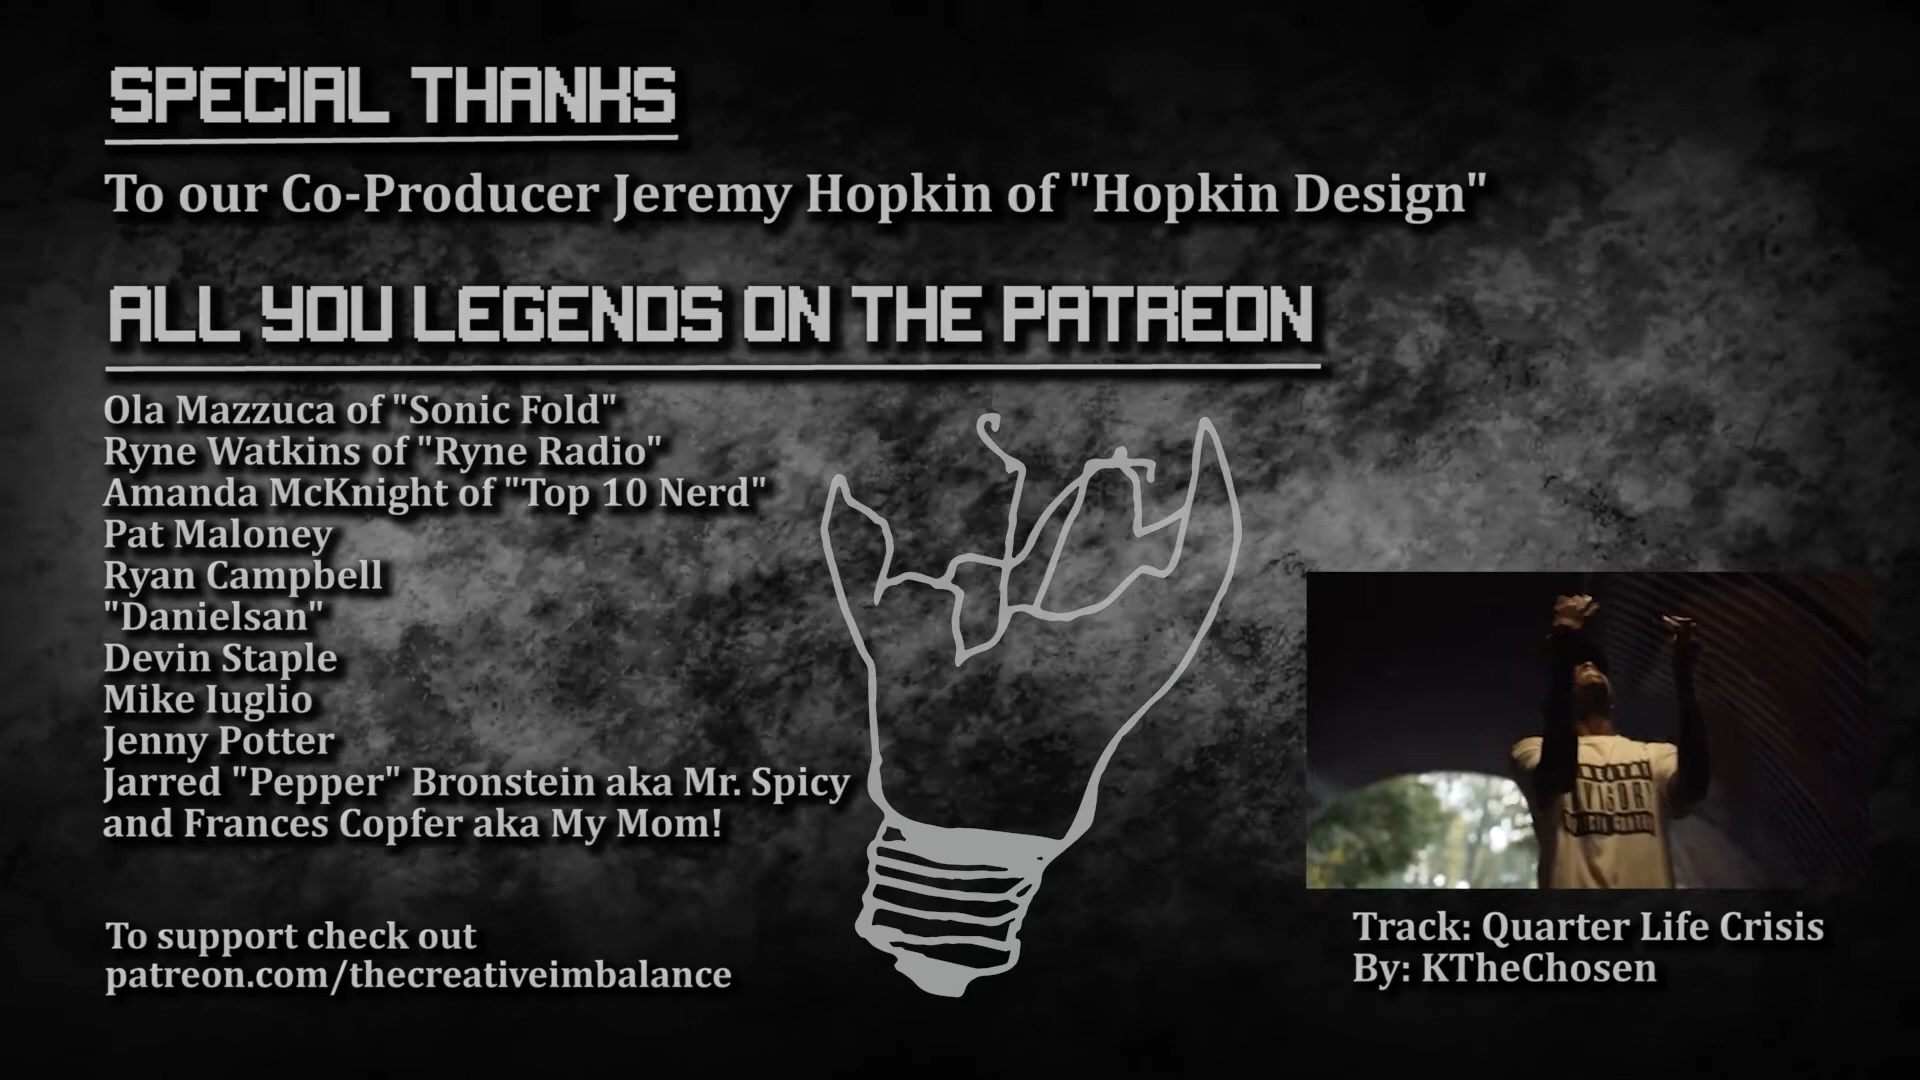 SPECIAL THANKS
To our Co-Producer Jeremy Hopkin of "Hopkin Design"
ALL YOU LEGENDS ON THE PATREON
Ola Mazzuca of "Sonic Fold"
Ryne Watkins of "Ryne Radio"
Amanda McKnight of "Top 10 Nerd"
Pat Maloney
Ryan Campbell
"Danielsan"
Devin Staple
Mike Iuglio
Jenny Potter
Jarred "Pepper" Bronstein aka Mr. Spicy
and Frances Copfer aka My Mom!
To support check out
patreon.com/thecreativeimbalance
Track: Quarter Life Crisis
By: KTheChosen